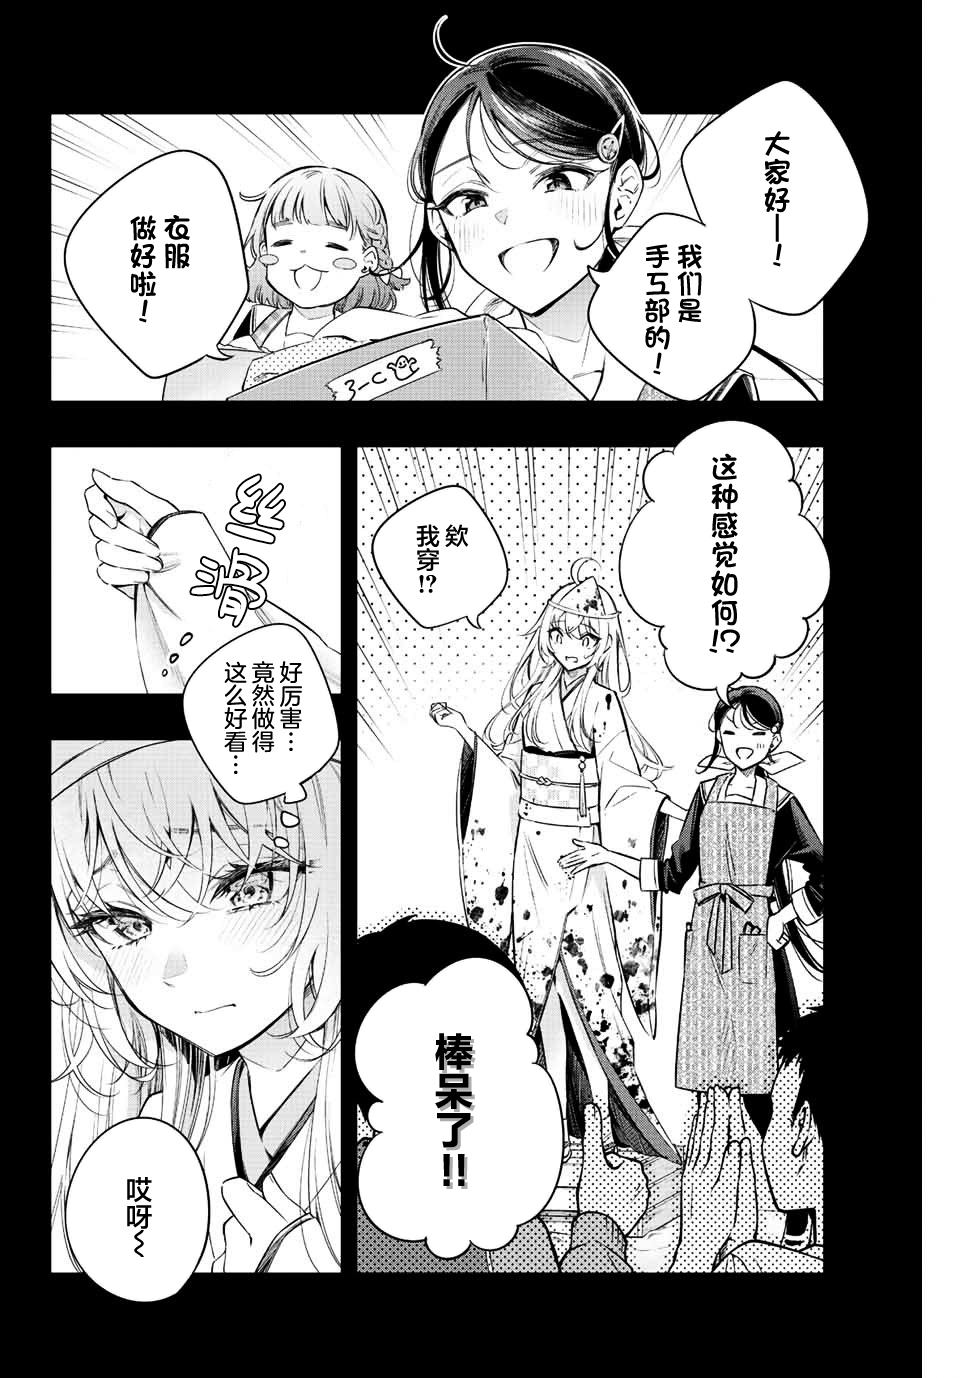 大家好—！
我们是
手工部的！
衣服
做好啦！
3-C
这种感觉如何!?
欸
我穿!?
棒呆了!!
丝滑
好厉害…
竟然做得
这么好看…
哎呀～